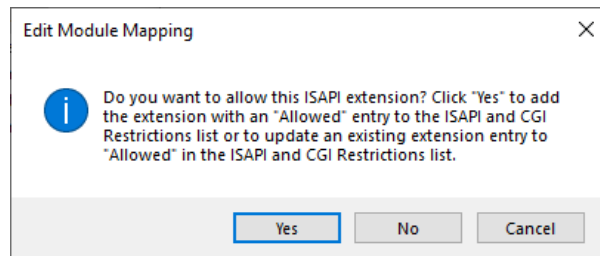 Edit Module Mapping
Do you want to allow this ISAPI extension? Click "Yes" to add
the extension with an "Allowed" entry to the ISAPI and CGI
Restrictions list or to update an existing extension entry to
"Allowed" in the ISAPI and CGI Restrictions list.
Yes No Cancel